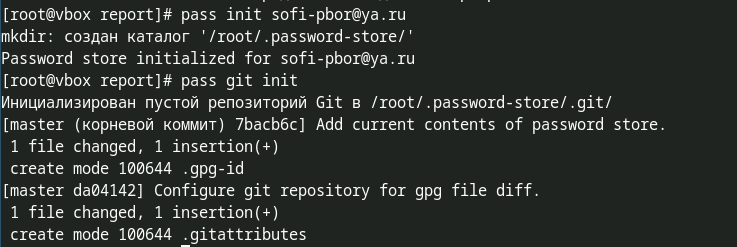 [root@vbox report]# pass init sofi-pbor@ya.ru
mkdir: создан каталог '/root/.password-store/'
Password store initialized for sofi-pbor@ya.ru
[root@vbox report]# pass git init
Инициализирован пустой репозиторий Git в /root/.password-store/.git/
[master (корневой коммит) 7bacb6c] Add current contents of password store.
 1 file changed, 1 insertion(+)
 create mode 100644 .gpg-id
[master da04142] Configure git repository for gpg file diff.
 1 file changed, 1 insertion(+)
 create mode 100644 .gitattributes